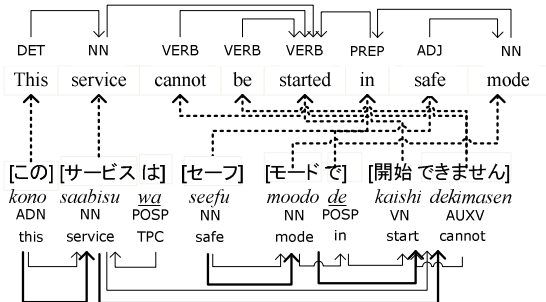 DET NN VERB VERB VERB PREP ADJ NN
This service cannot be started in safe mode
[この] [サービス は] [セーフ] [モード で] [開始 できません]
kono saabisu wa seefu moodo de kaishi dekimasen
ADN NN POSP NN NN POSP VN AUXV
this service TPC safe mode in start cannot